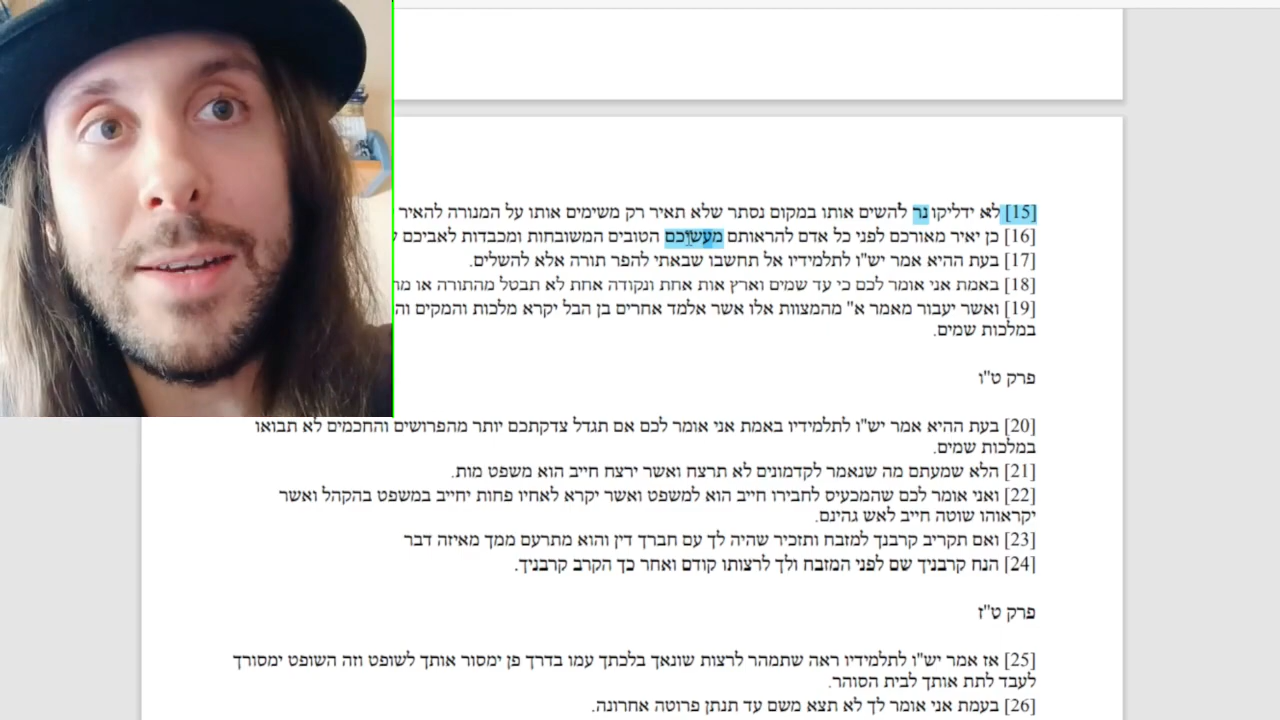 [15] לא ידליקו נר להשים אותו במקום נסתר שלא תאיר רק משימים אותו על המנורה להאיר
[16] כן יאיר מאורכם לפני כל אדם להראותם מעשיכם הטובים המשובחות ומכבדות לאביכם
[17] בעת ההיא אמר יש"ו לתלמידיו אל תחשבו שבאתי להפר תורה אלא להשלים.
[18] באמת אני אומר לכם כי עד שמים וארץ אות אחת ונקודה אחת לא תבטל מהתורה או
[19] ואשר יעבור מאמר א" מהמצוות אלו אשר אלמד אחרים בן הבל יקרא מלכות והמקים
במלכות שמים.
פרק ט"ו
[20] בעת ההיא אמר יש"ו לתלמידיו באמת אני אומר לכם אם תגדל צדקתכם יותר מהפרושים והחכמים לא תבואו
במלכות שמים.
[21] הלא שמעתם מה שנאמר לקדמונים לא תרצח ואשר ירצח חייב הוא משפט מות.
[22] ואני אומר לכם שהמכעיס לחבירו חייב הוא למשפט ואשר יקרא לאחיו פחות יחייב במשפט בהקהל ואשר
יקראוהו שוטה חייב לאש גהינם.
[23] ואם תקריב קרבנך למזבח ותזכיר שהיה לך עם חברך דין והוא מתרעם ממך מאיזה דבר
[24] הנח קרבניך שם לפני המזבח ולך לרצותו קודם ואחר כך הקרב קרבניך.
פרק ט"ז
[25] אז אמר יש"ו לתלמידיו ראה שתמהר לרצות שונאך בלכתך עמו בדרך פן ימסור אותך לשופט וזה השופט ימסורך
לעבד לתת אותך לבית הסוהר.
[26] בעמת אני אומר לך לא תצא משם עד תנתן פרוטה אחרונה.